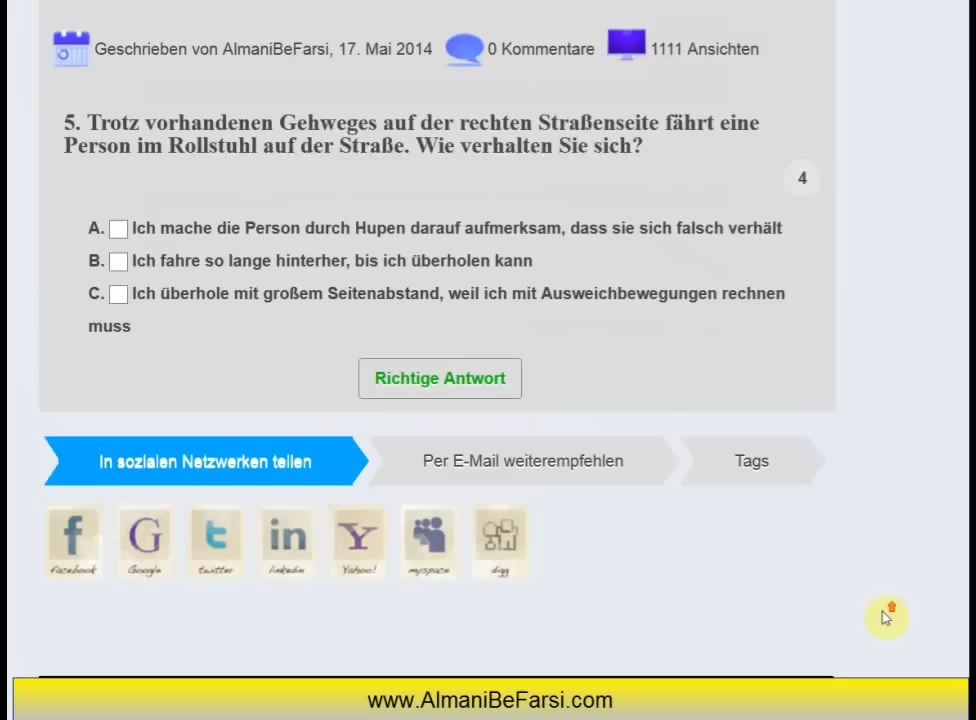 Geschrieben von AlmaniBeFarsi, 17. Mai 2014 0 Kommentare 1111 Ansichten
5. Trotz vorhandenen Gehweges auf der rechten Straßenseite fährt eine
Person im Rollstuhl auf der Straße. Wie verhalten Sie sich?
4
A. Ich mache die Person durch Hupen darauf aufmerksam, dass sie sich falsch verhält
B. Ich fahre so lange hinterher, bis ich überholen kann
C. Ich überhole mit großem Seitenabstand, weil ich mit Ausweichbewegungen rechnen
muss
Richtige Antwort
In sozialen Netzwerken teilen Per E-Mail weiterempfehlen Tags
f G t in Y
facebook Google twitter linkedin Yahoo! myspace digg
www.AlmaniBeFarsi.com